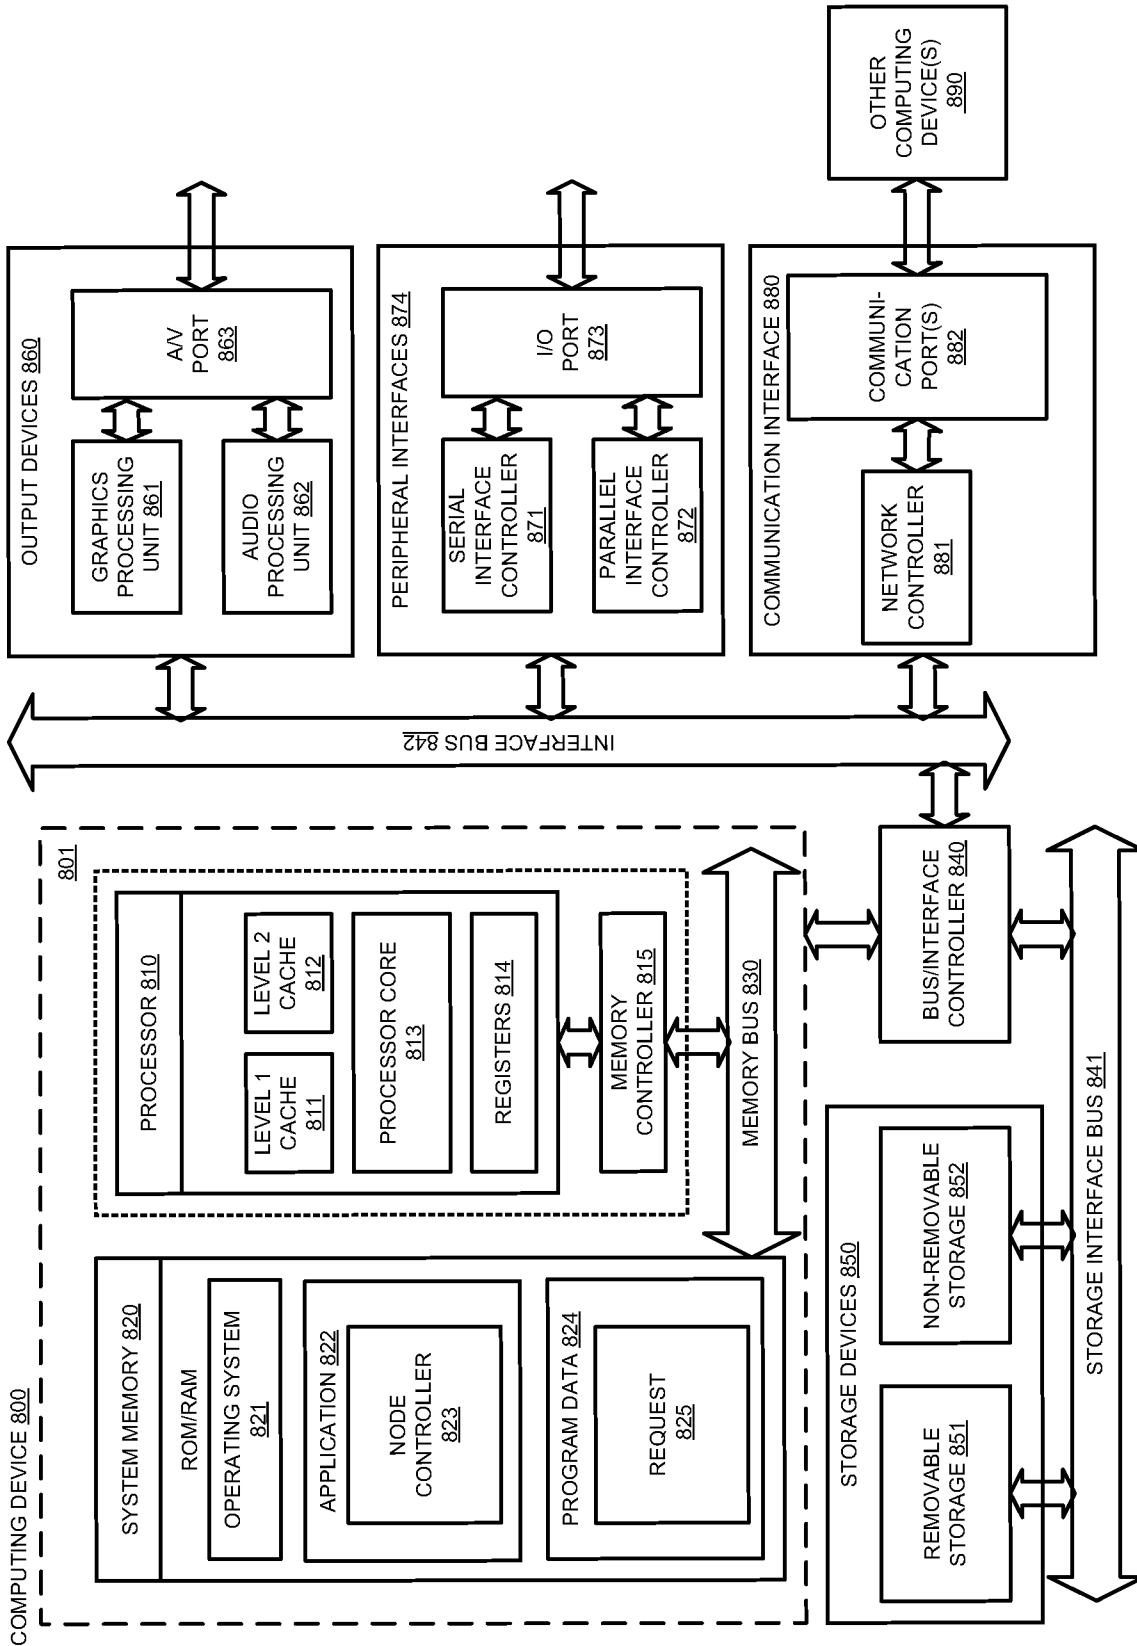 COMPUTING DEVICE 800
801
SYSTEM MEMORY 820
ROM/RAM
OPERATING SYSTEM
821
APPLICATION 822
NODE
CONTROLLER
823
PROGRAM DATA 824
REQUEST
825
PROCESSOR 810
LEVEL 1
CACHE
811
LEVEL 2
CACHE
812
PROCESSOR CORE
813
REGISTERS 814
MEMORY
CONTROLLER 815
MEMORY BUS 830
BUS/INTERFACE
CONTROLLER 840
STORAGE DEVICES 850
REMOVABLE
STORAGE 851
NON-REMOVABLE
STORAGE 852
STORAGE INTERFACE BUS 841
INTERFACE BUS 842
OUTPUT DEVICES 860
GRAPHICS
PROCESSING
UNIT 861
AUDIO
PROCESSING
UNIT 862
A/V
PORT
863
PERIPHERAL INTERFACES 874
SERIAL
INTERFACE
CONTROLLER
871
PARALLEL
INTERFACE
CONTROLLER
872
I/O
PORT
873
COMMUNICATION INTERFACE 880
NETWORK
CONTROLLER
881
COMMUNI-
CATION
PORT(S)
882
OTHER
COMPUTING
DEVICE(S)
890